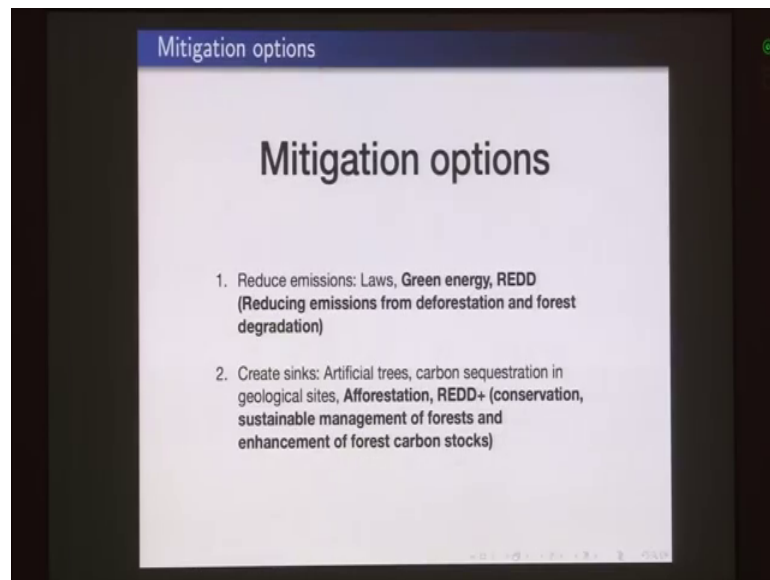 Mitigation options
Mitigation options
1. Reduce emissions: Laws, Green energy, REDD
(Reducing emissions from deforestation and forest
degradation)
2. Create sinks: Artificial trees, carbon sequestration in
geological sites, Afforestation, REDD+ (conservation,
sustainable management of forests and
enhancement of forest carbon stocks)